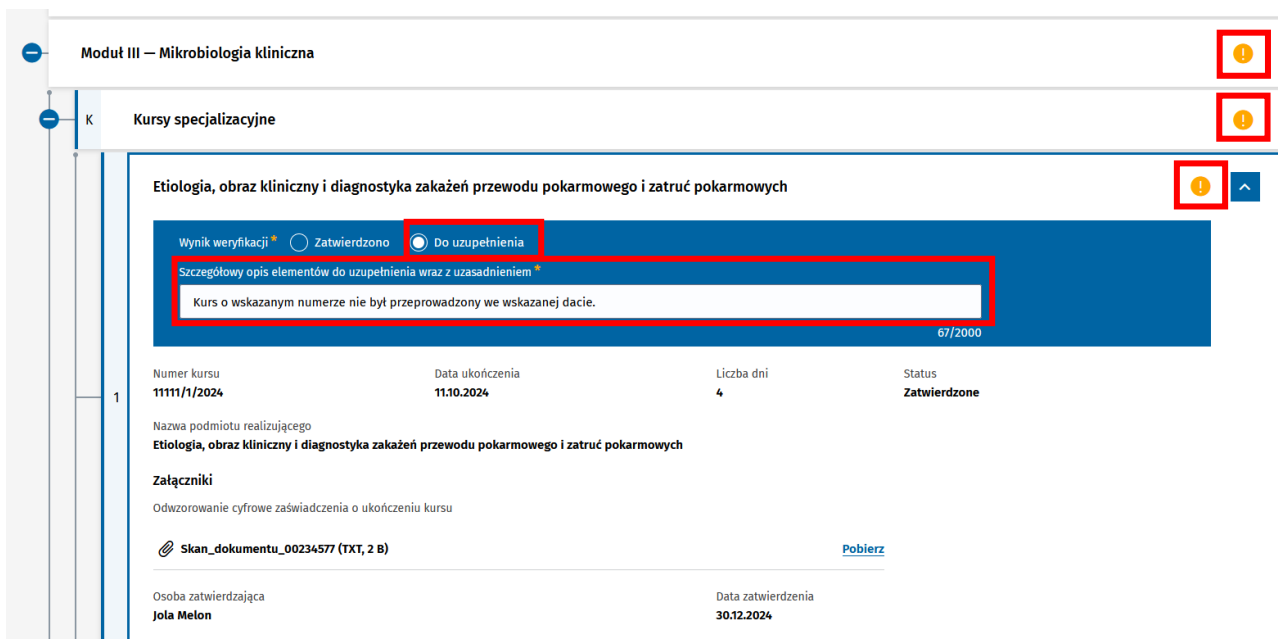 Moduł III — Mikrobiologia kliniczna
K Kursy specjalizacyjne
Etiologia, obraz kliniczny i diagnostyka zakażeń przewodu pokarmowego i zatruć pokarmowych
Wynik weryfikacji * Zatwierdzono Do uzupełnienia
Szczegółowy opis elementów do uzupełnienia wraz z uzasadnieniem *
Kurs o wskazanym numerze nie był przeprowadzony we wskazanej dacie.
67/2000
Numer kursu Data ukończenia Liczba dni Status
1 11111/1/2024 11.10.2024 4 Zatwierdzone
Nazwa podmiotu realizującego
Etiologia, obraz kliniczny i diagnostyka zakażeń przewodu pokarmowego i zatruć pokarmowych
Załączniki
Odwzorowanie cyfrowe zaświadczenia o ukończeniu kursu
Skan_dokumentu_00234577 (TXT, 2 B) Pobierz
Osoba zatwierdzająca Data zatwierdzenia
Jola Melon 30.12.2024